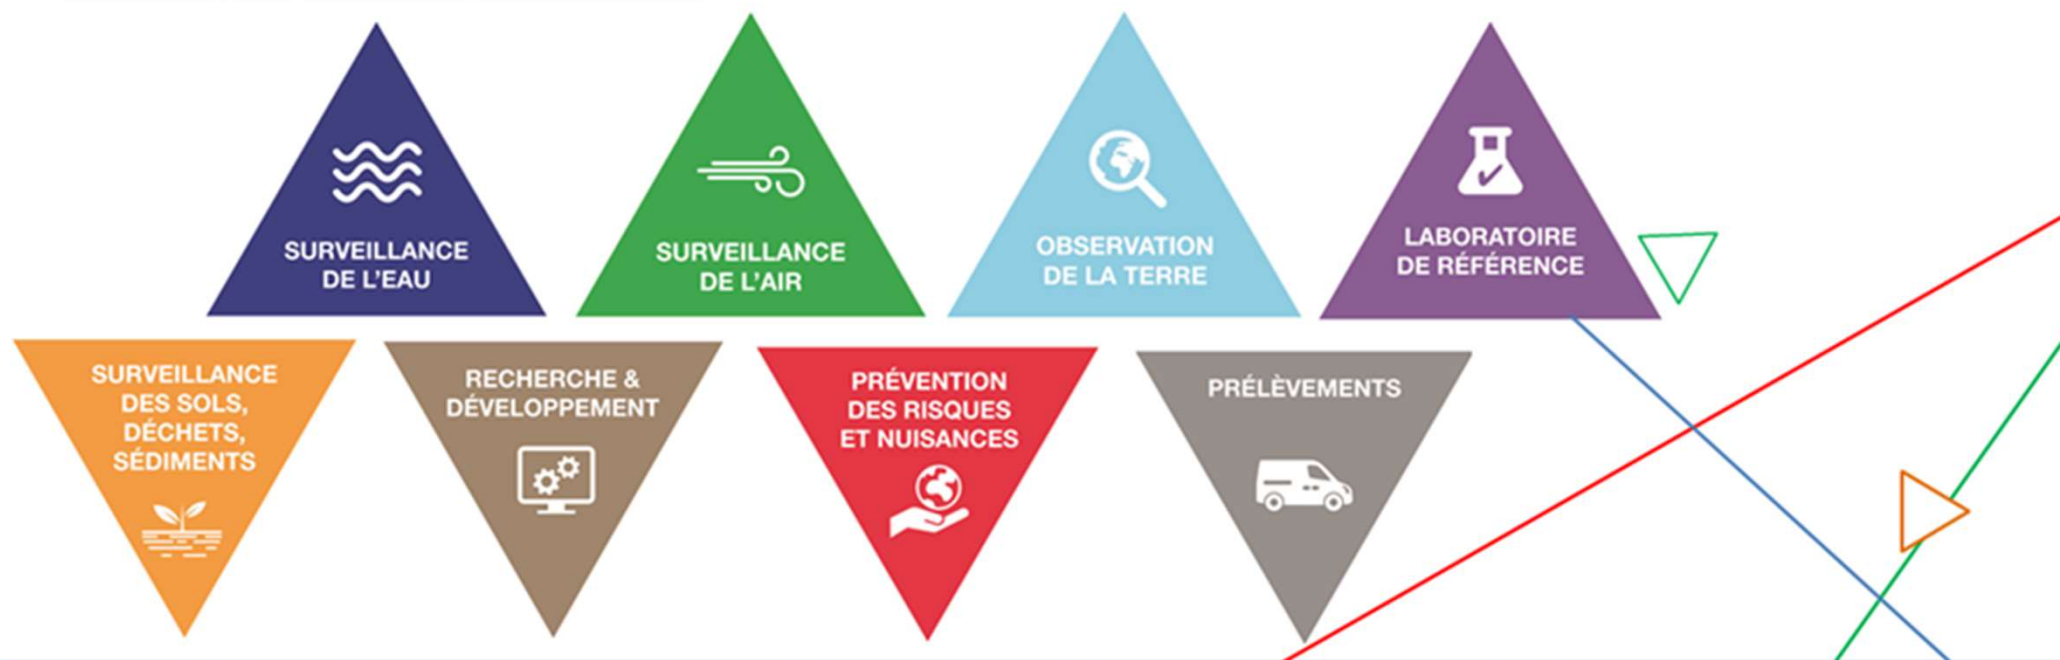 SURVEILLANCE
DE L'EAU
SURVEILLANCE
DE L'AIR
OBSERVATION
DE LA TERRE
LABORATOIRE
DE RÉFÉRENCE
SURVEILLANCE
DES SOLS,
DÉCHETS,
SÉDIMENTS
RECHERCHE &
DÉVELOPPEMENT
PRÉVENTION
DES RISQUES
ET NUISANCES
PRÉLÈVEMENTS